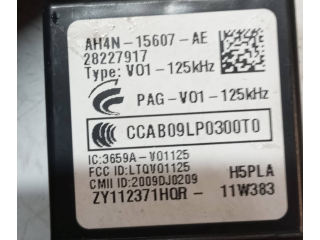 AH4N-15607-AE
28227917
Type: V01-125kHz
PAG-V01-125kHz
CCAB09LP0300T0
IC:3659A-V01125
FCC ID:LTQV01125
CMII ID:2009DJ0209
H5PLA
ZY112371HQR- 11W383